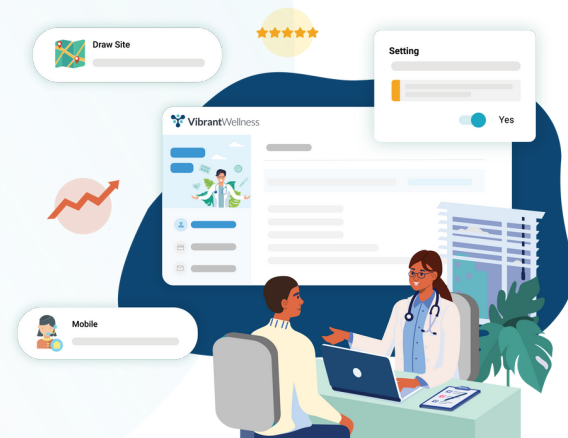 Draw Site
Setting
Yes
VibrantWellness
Mobile